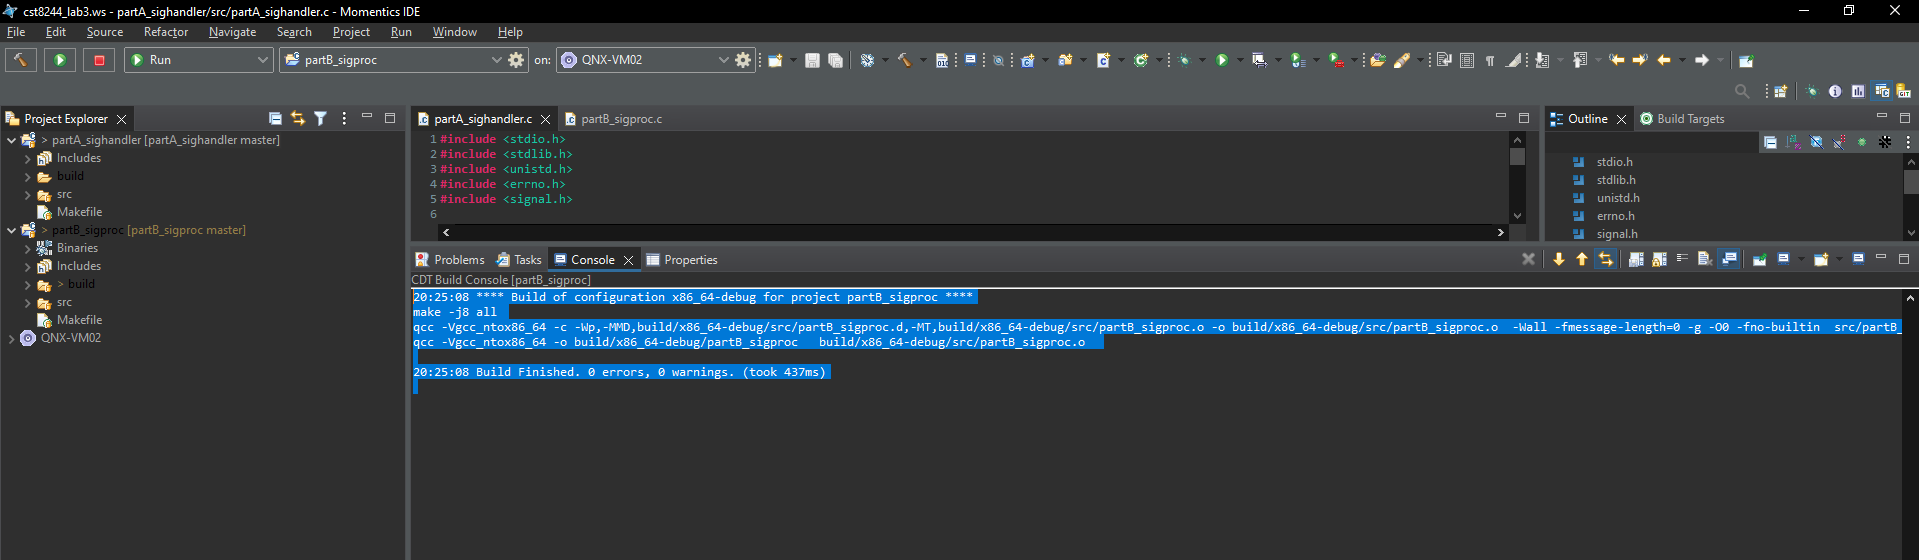 cst8244_lab3.ws - partA_sighandler/src/partA_sighandler.c - Momentics IDE
File Edit Source Refactor Navigate Search Project Run Window Help
Run partB_sigproc on: QNX-VM02
Project Explorer
> partA_sighandler [partA_sighandler master]
Includes
build
src
Makefile
> partB_sigproc [partB_sigproc master]
Binaries
Includes
> build
src
Makefile
QNX-VM02
partA_sighandler.c partB_sigproc.c
1 #include <stdio.h>
2 #include <stdlib.h>
3 #include <unistd.h>
4 #include <errno.h>
5 #include <signal.h>
6
Outline Build Targets
stdio.h
stdlib.h
unistd.h
errno.h
signal.h
Problems Tasks Console Properties
CDT Build Console [partB_sigproc]
20:25:08 **** Build of configuration x86_64-debug for project partB_sigproc ****
make -j8 all
qcc -Vgcc_ntox86_64 -c -Wp,-MMD,build/x86_64-debug/src/partB_sigproc.d,-MT,build/x86_64-debug/src/partB_sigproc.o -o build/x86_64-debug/src/partB_sigproc.o -Wall -fmessage-length=0 -g -O0 -fno-builtin src/partB_
qcc -Vgcc_ntox86_64 -o build/x86_64-debug/partB_sigproc build/x86_64-debug/src/partB_sigproc.o
20:25:08 Build Finished. 0 errors, 0 warnings. (took 437ms)